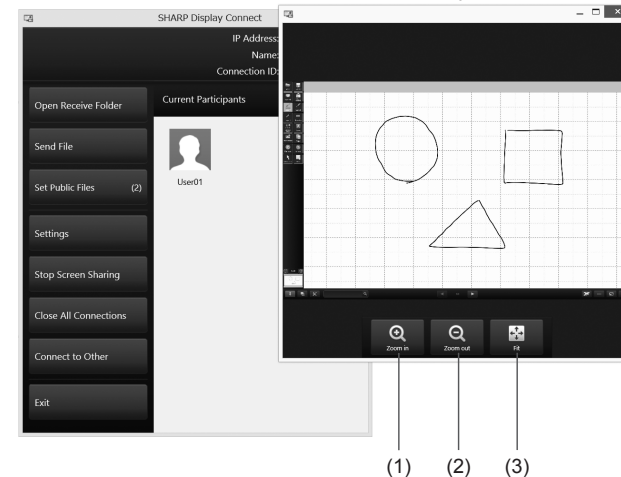 SHARP Display Connect
IP Address:
Name:
Connection ID:
Open Receive Folder
Send File
Set Public Files (2)
Settings
Stop Screen Sharing
Close All Connections
Connect to Other
Exit
Current Participants
User01
Zoom in
Zoom out
Fit
(1)
(2)
(3)